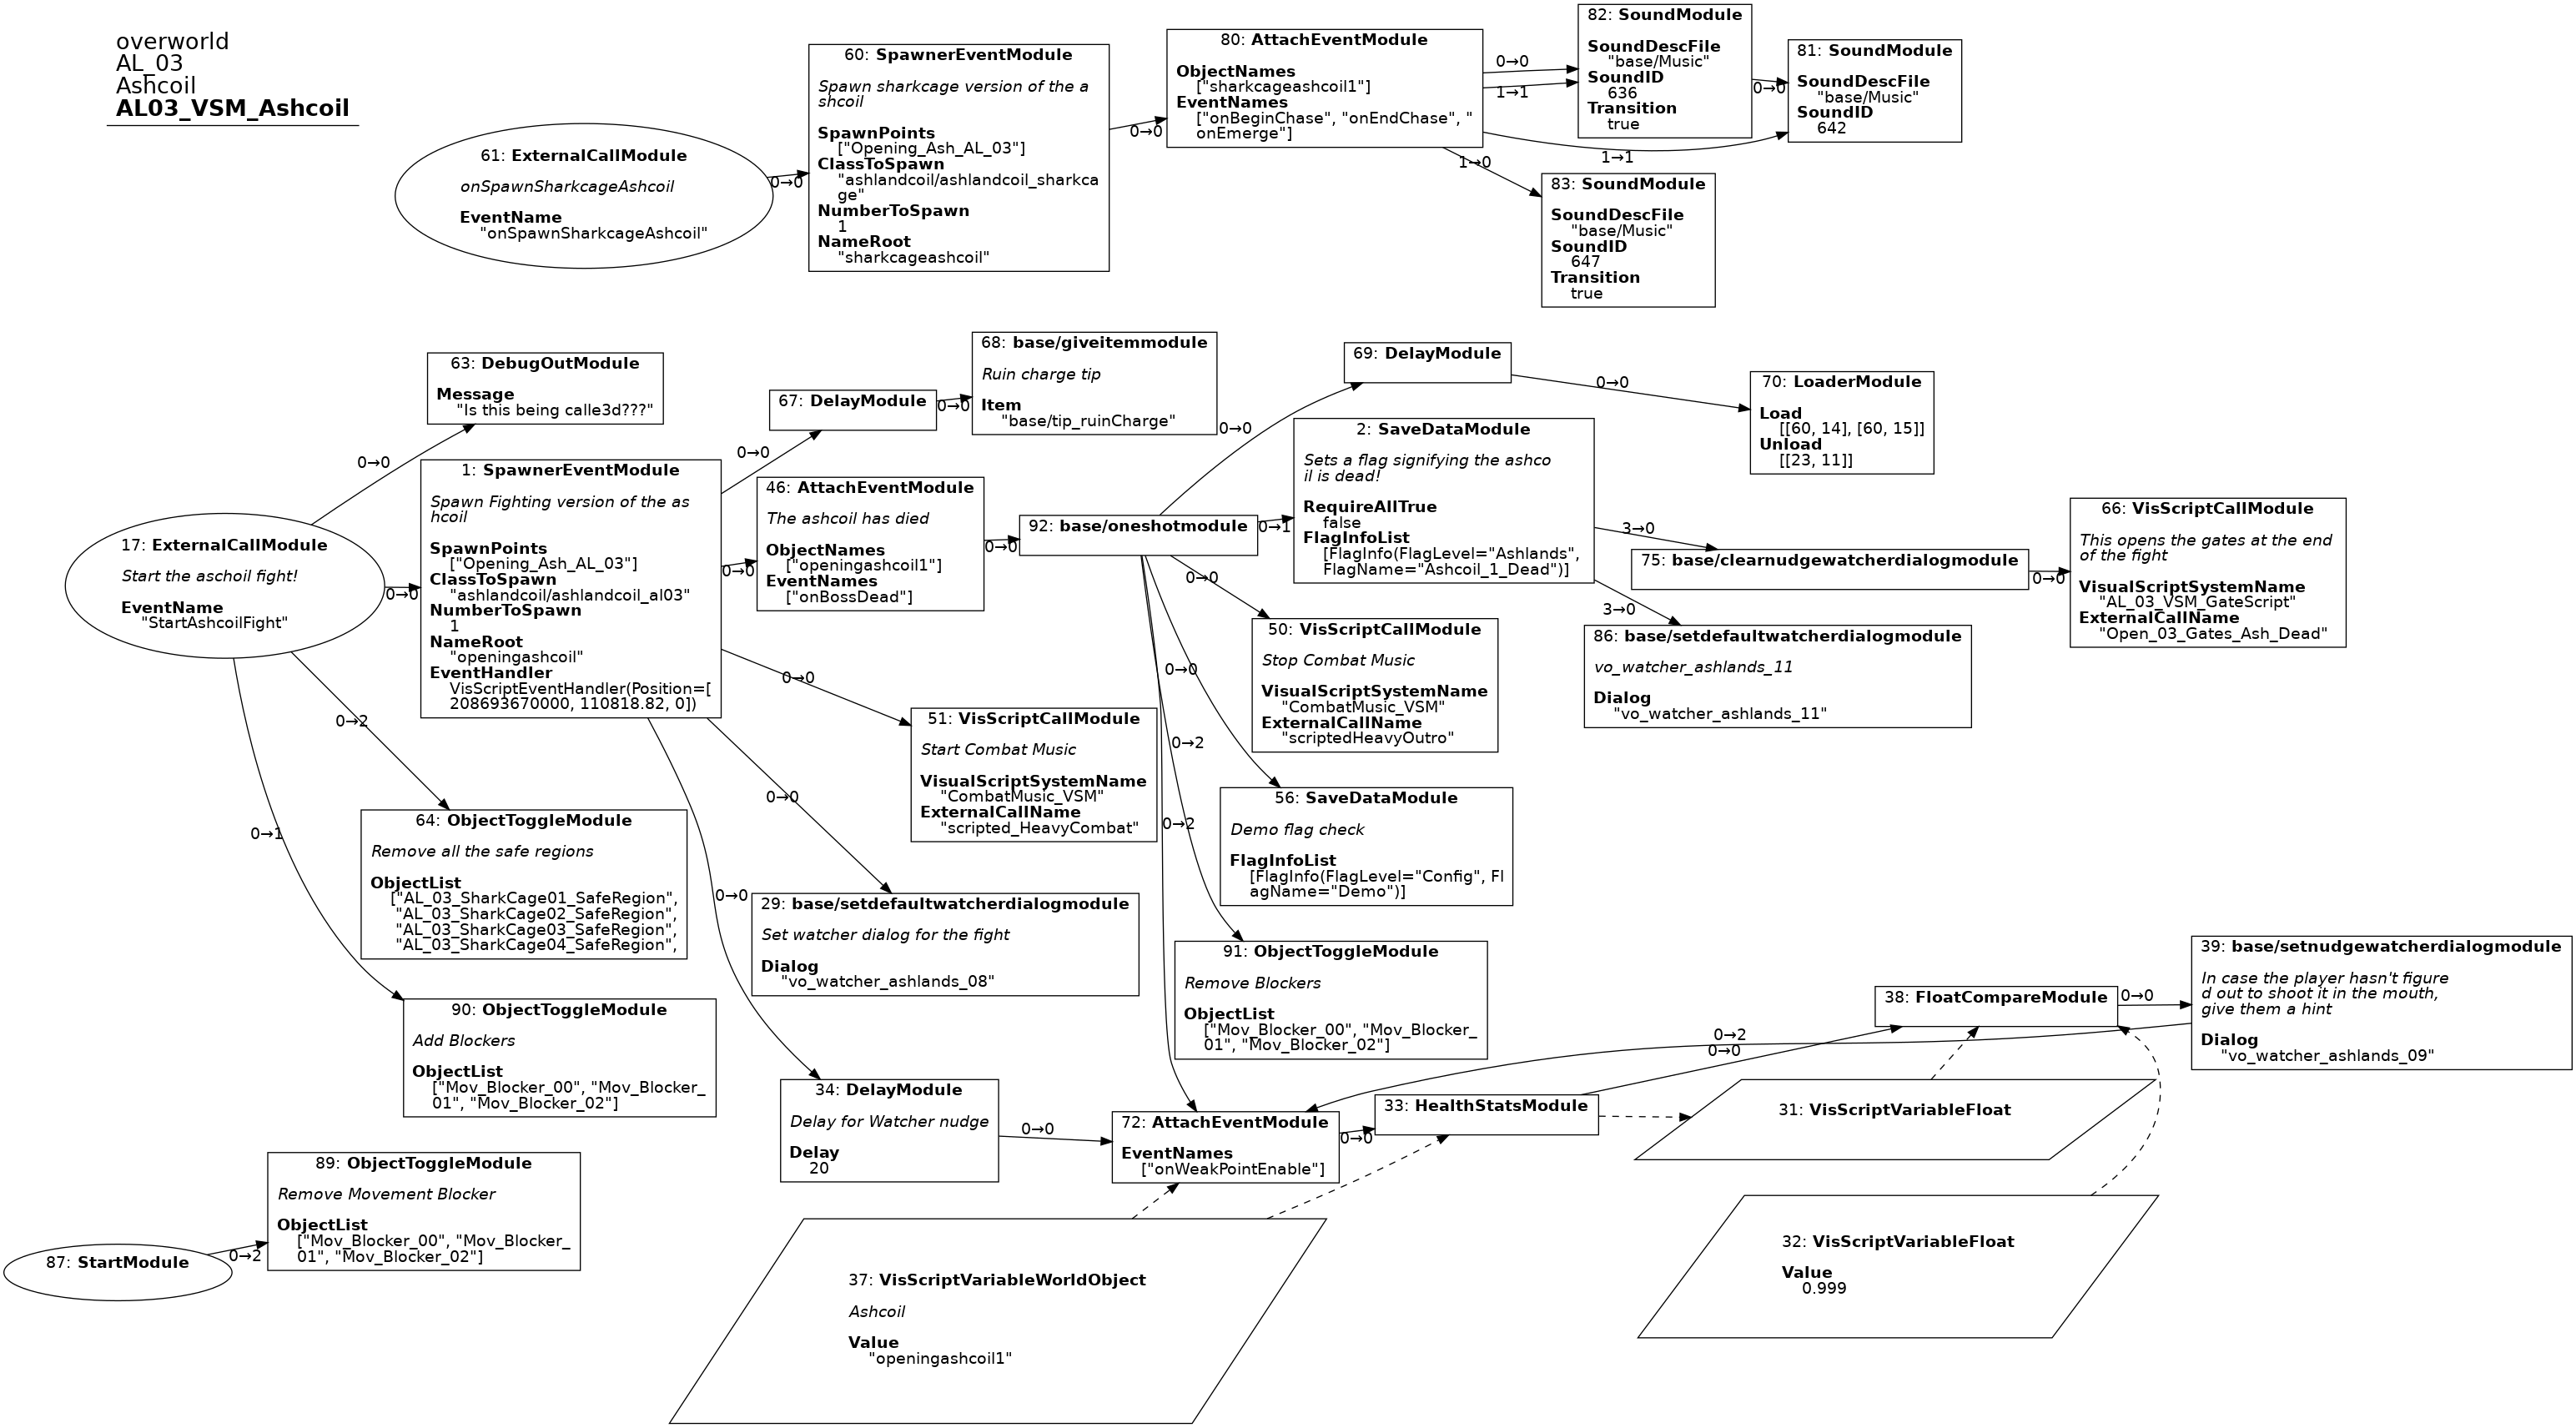 overworld
AL_03
Ashcoil
AL03_VSM_Ashcoil
61: ExternalCallModule
onSpawnSharkcageAshcoil
EventName
"onSpawnSharkcageAshcoil"
0→0
60: SpawnerEventModule
Spawn sharkcage version of the a
shcoil
SpawnPoints
["Opening_Ash_AL_03"]
ClassToSpawn
"ashlandcoil/ashlandcoil_sharkca
ge"
NumberToSpawn
1
NameRoot
"sharkcageashcoil"
0→0
80: AttachEventModule
ObjectNames
["sharkcageashcoil1"]
EventNames
["onBeginChase", "onEndChase", "
onEmerge"]
0→0
1→1
1→1
1→0
82: SoundModule
SoundDescFile
"base/Music"
SoundID
636
Transition
true
0→0
81: SoundModule
SoundDescFile
"base/Music"
SoundID
642
83: SoundModule
SoundDescFile
"base/Music"
SoundID
647
Transition
true
17: ExternalCallModule
Start the aschoil fight!
EventName
"StartAshcoilFight"
0→0
0→0
0→2
0→1
63: DebugOutModule
Message
"Is this being calle3d???"
1: SpawnerEventModule
Spawn Fighting version of the as
hcoil
SpawnPoints
["Opening_Ash_AL_03"]
ClassToSpawn
"ashlandcoil/ashlandcoil_al03"
NumberToSpawn
1
NameRoot
"openingashcoil"
EventHandler
VisScriptEventHandler(Position=[
208693670000, 110818.82, 0])
0→0
0→0
0→0
0→0
0→0
67: DelayModule
0→0
68: base/giveitemmodule
Ruin charge tip
Item
"base/tip_ruinCharge"
46: AttachEventModule
The ashcoil has died
ObjectNames
["openingashcoil1"]
EventNames
["onBossDead"]
0→0
92: base/oneshotmodule
0→0
0→1
0→0
0→0
0→2
0→2
69: DelayModule
0→0
70: LoaderModule
Load
[[60, 14], [60, 15]]
Unload
[[23, 11]]
2: SaveDataModule
Sets a flag signifying the ashco
il is dead!
RequireAllTrue
false
FlagInfoList
[FlagInfo(FlagLevel="Ashlands",
FlagName="Ashcoil_1_Dead")]
3→0
3→0
75: base/clearnudgewatcherdialogmodule
0→0
66: VisScriptCallModule
This opens the gates at the end
of the fight
VisualScriptSystemName
"AL_03_VSM_GateScript"
ExternalCallName
"Open_03_Gates_Ash_Dead"
86: base/setdefaultwatcherdialogmodule
vo_watcher_ashlands_11
Dialog
"vo_watcher_ashlands_11"
50: VisScriptCallModule
Stop Combat Music
VisualScriptSystemName
"CombatMusic_VSM"
ExternalCallName
"scriptedHeavyOutro"
51: VisScriptCallModule
Start Combat Music
VisualScriptSystemName
"CombatMusic_VSM"
ExternalCallName
"scripted_HeavyCombat"
56: SaveDataModule
Demo flag check
FlagInfoList
[FlagInfo(FlagLevel="Config", Fl
agName="Demo")]
64: ObjectToggleModule
Remove all the safe regions
ObjectList
["AL_03_SharkCage01_SafeRegion",
"AL_03_SharkCage02_SafeRegion",
"AL_03_SharkCage03_SafeRegion",
"AL_03_SharkCage04_SafeRegion",
29: base/setdefaultwatcherdialogmodule
Set watcher dialog for the fight
Dialog
"vo_watcher_ashlands_08"
91: ObjectToggleModule
Remove Blockers
ObjectList
["Mov_Blocker_00", "Mov_Blocker_
01", "Mov_Blocker_02"]
90: ObjectToggleModule
Add Blockers
ObjectList
["Mov_Blocker_00", "Mov_Blocker_
01", "Mov_Blocker_02"]
38: FloatCompareModule
0→0
39: base/setnudgewatcherdialogmodule
In case the player hasn't figure
d out to shoot it in the mouth,
give them a hint
Dialog
"vo_watcher_ashlands_09"
0→2
0→0
34: DelayModule
Delay for Watcher nudge
Delay
20
0→0
72: AttachEventModule
EventNames
["onWeakPointEnable"]
0→0
33: HealthStatsModule
31: VisScriptVariableFloat
87: StartModule
0→2
89: ObjectToggleModule
Remove Movement Blocker
ObjectList
["Mov_Blocker_00", "Mov_Blocker_
01", "Mov_Blocker_02"]
37: VisScriptVariableWorldObject
Ashcoil
Value
"openingashcoil1"
32: VisScriptVariableFloat
Value
0.999